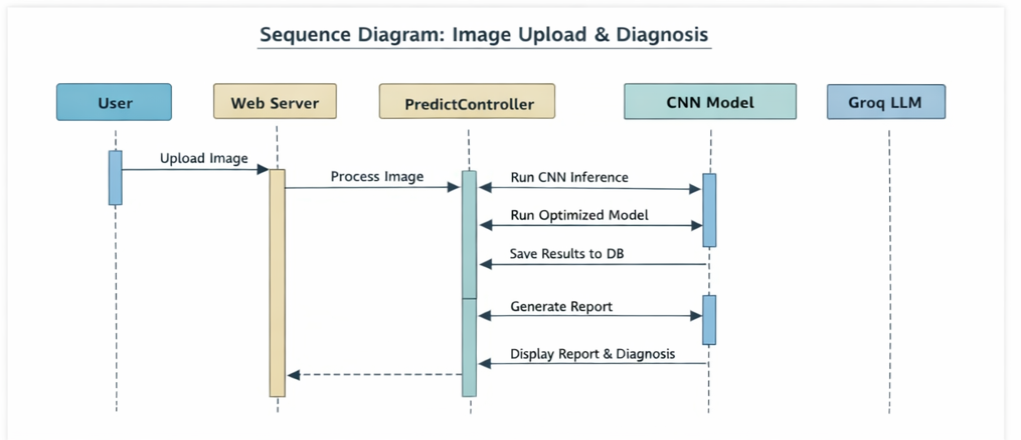 Sequence Diagram: Image Upload & Diagnosis
User
Web Server
PredictController
CNN Model
Groq LLM
Upload Image
Process Image
Run CNN Inference
Run Optimized Model
Save Results to DB
Generate Report
Display Report & Diagnosis